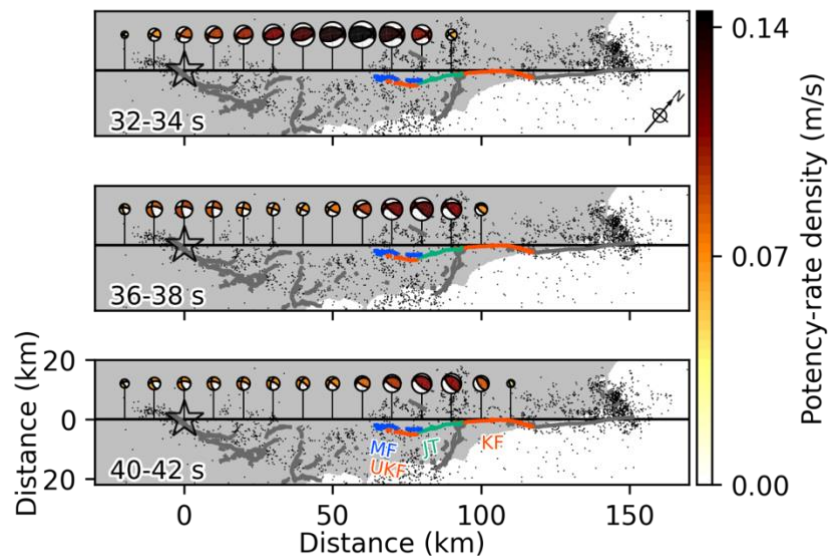 32-34 s
N
36-38 s
40-42 s
MF
UKF
JT
KF
20
0
20
Distance (km)
0
50
100
150
Distance (km)
0.14
0.07
0.00
Potency-rate density (m/s)